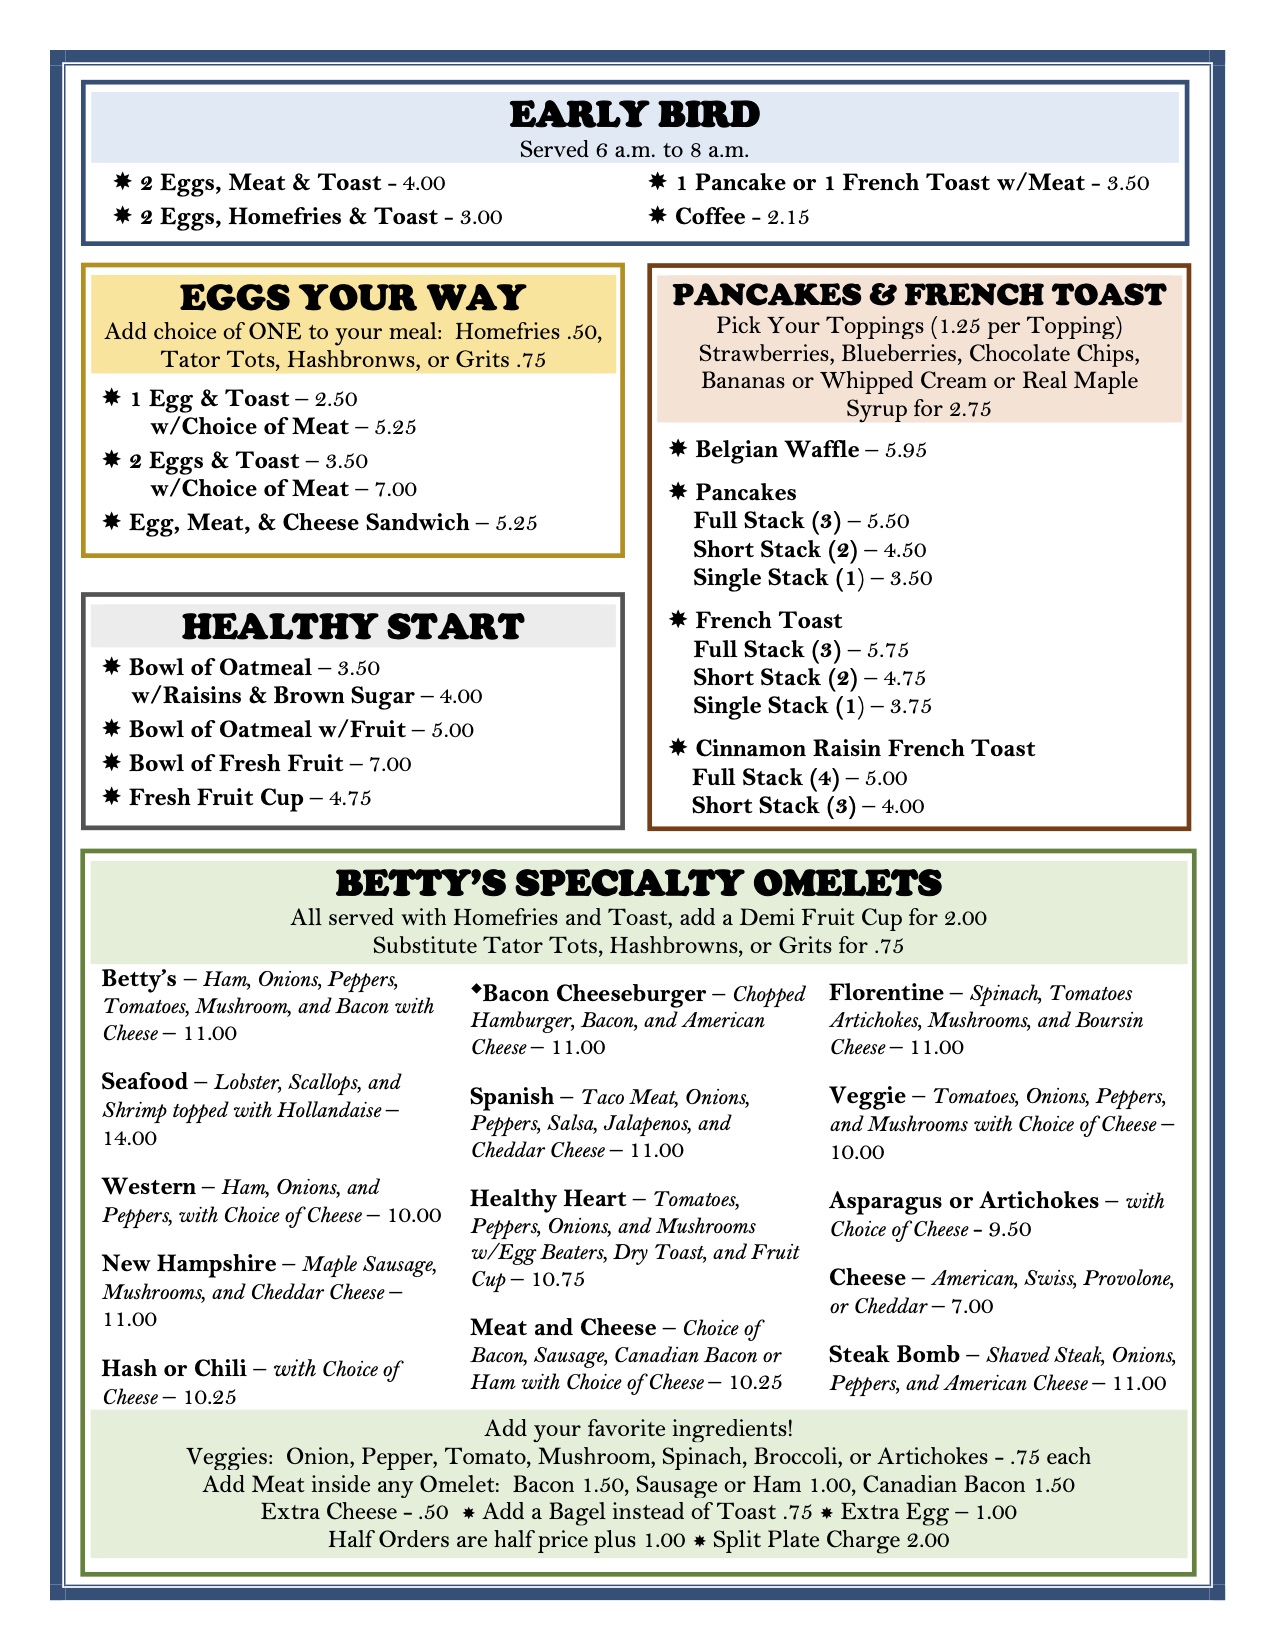 EARLY BIRD
Served 6 a.m. to 8 a.m.
✷ 2 Eggs, Meat & Toast - 4.00
✷ 2 Eggs, Homefries & Toast - 3.00
✷ 1 Pancake or 1 French Toast w/Meat - 3.50
✷ Coffee - 2.15
EGGS YOUR WAY
Add choice of ONE to your meal:  Homefries .50,
Tator Tots, Hashbronws, or Grits .75
✷ 1 Egg & Toast – 2.50
w/Choice of Meat – 5.25
✷ 2 Eggs & Toast – 3.50
w/Choice of Meat – 7.00
✷ Egg, Meat, & Cheese Sandwich – 5.25
HEALTHY START
✷ Bowl of Oatmeal – 3.50
w/Raisins & Brown Sugar – 4.00
✷ Bowl of Oatmeal w/Fruit – 5.00
✷ Bowl of Fresh Fruit – 7.00
✷ Fresh Fruit Cup – 4.75
PANCAKES & FRENCH TOAST
Pick Your Toppings (1.25 per Topping)
Strawberries, Blueberries, Chocolate Chips,
Bananas or Whipped Cream or Real Maple
Syrup for 2.75
✷ Belgian Waffle – 5.95
✷ Pancakes
Full Stack (3) – 5.50
Short Stack (2) – 4.50
Single Stack (1) – 3.50
✷ French Toast
Full Stack (3) – 5.75
Short Stack (2) – 4.75
Single Stack (1) – 3.75
✷ Cinnamon Raisin French Toast
Full Stack (4) – 5.00
Short Stack (3) – 4.00
BETTY'S SPECIALTY OMELETS
All served with Homefries and Toast, add a Demi Fruit Cup for 2.00
Substitute Tator Tots, Hashbrowns, or Grits for .75
Betty's – Ham, Onions, Peppers,
Tomatoes, Mushroom, and Bacon with
Cheese – 11.00
Seafood – Lobster, Scallops, and
Shrimp topped with Hollandaise –
14.00
Western – Ham, Onions, and
Peppers, with Choice of Cheese – 10.00
New Hampshire – Maple Sausage,
Mushrooms, and Cheddar Cheese –
11.00
Hash or Chili – with Choice of
Cheese – 10.25
◆Bacon Cheeseburger – Chopped
Hamburger, Bacon, and American
Cheese – 11.00
Spanish – Taco Meat, Onions,
Peppers, Salsa, Jalapenos, and
Cheddar Cheese – 11.00
Healthy Heart – Tomatoes,
Peppers, Onions, and Mushrooms
w/Egg Beaters, Dry Toast, and Fruit
Cup – 10.75
Meat and Cheese – Choice of
Bacon, Sausage, Canadian Bacon or
Ham with Choice of Cheese – 10.25
Florentine – Spinach, Tomatoes
Artichokes, Mushrooms, and Boursin
Cheese – 11.00
Veggie – Tomatoes, Onions, Peppers,
and Mushrooms with Choice of Cheese –
10.00
Asparagus or Artichokes – with
Choice of Cheese - 9.50
Cheese – American, Swiss, Provolone,
or Cheddar – 7.00
Steak Bomb – Shaved Steak, Onions,
Peppers, and American Cheese – 11.00
Add your favorite ingredients!
Veggies:  Onion, Pepper, Tomato, Mushroom, Spinach, Broccoli, or Artichokes - .75 each
Add Meat inside any Omelet:  Bacon 1.50, Sausage or Ham 1.00, Canadian Bacon 1.50
Extra Cheese - .50 ✷ Add a Bagel instead of Toast .75 ✷ Extra Egg – 1.00
Half Orders are half price plus 1.00 ✷ Split Plate Charge 2.00